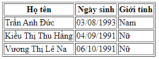 Họ tên Ngày sinh Giới tính
Trần Anh Đức 03/08/1993 Nam
Kiều Thị Thu Hằng 04/09/1991 Nữ
Vương Thị Lê Na 06/10/1991 Nữ